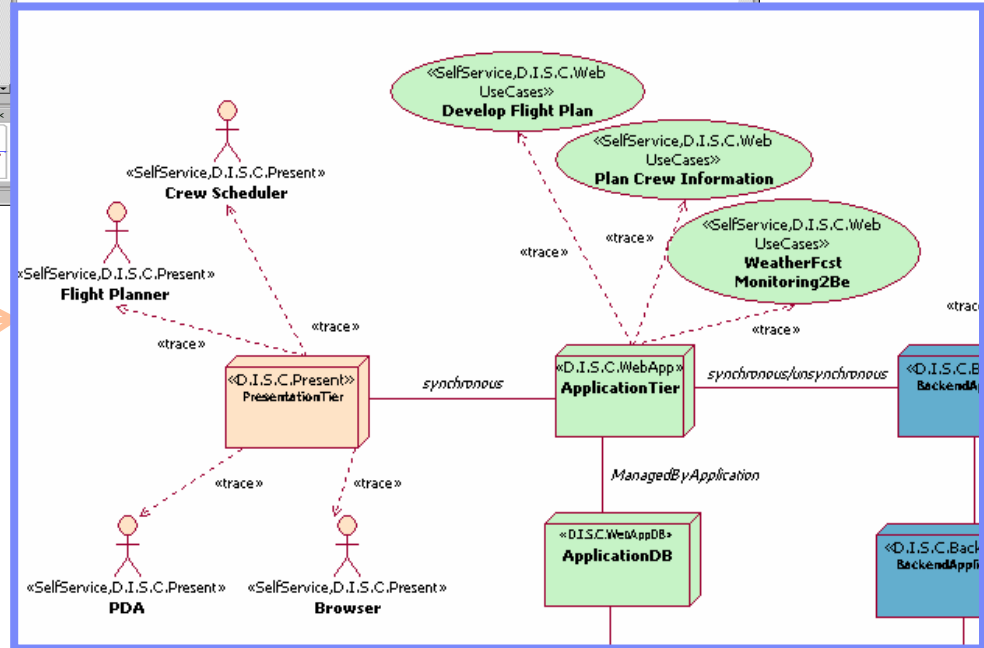 «SelfService,D.I.S.C.Web
UseCases»
Develop Flight Plan
«SelfService,D.I.S.C.Web
UseCases»
Plan Crew Information
«SelfService,D.I.S.C.Web
UseCases»
WeatherFcst
Monitoring2Be
«SelfService,D.I.S.C.Present»
Crew Scheduler
«SelfService,D.I.S.C.Present»
Flight Planner
«trace»
«trace»
«trace»
«trace»
«trace»
«D.I.S.C.Present»
PresentationTier
synchronous
«D.I.S.C.WebApp»
ApplicationTier
synchronous/unsynchronous
«trace»
«trace»
ManagedByApplication
«D.I.S.C.WebAppDB»
ApplicationDB
«SelfService,D.I.S.C.Present»
PDA
«SelfService,D.I.S.C.Present»
Browser